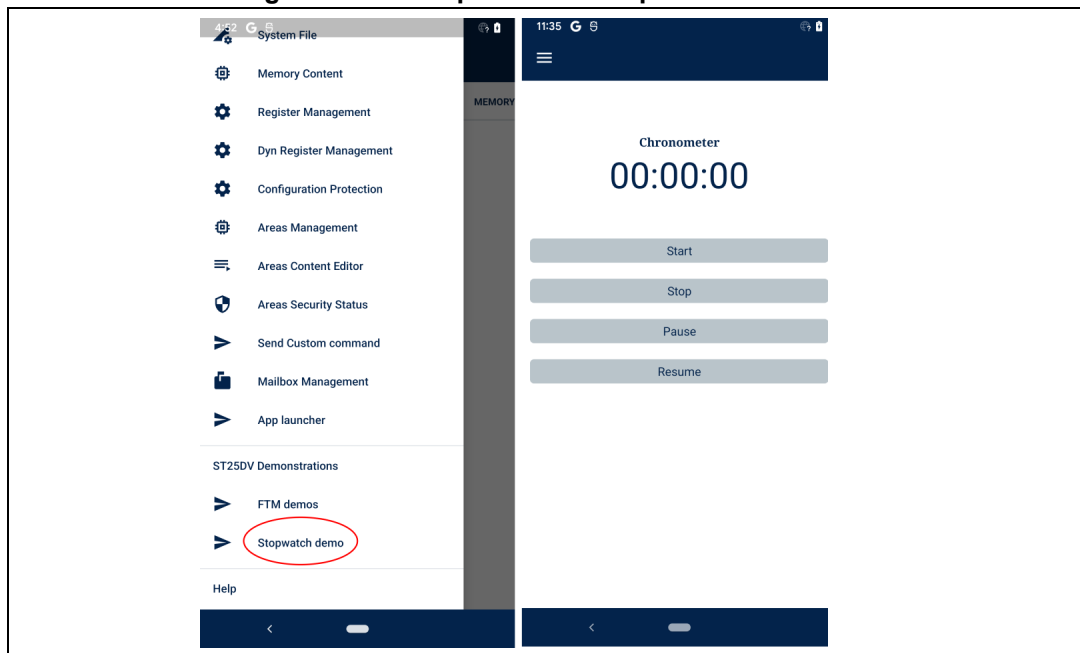 4:52 G
System File
Memory Content
Register Management
Dyn Register Management
Configuration Protection
Areas Management
Areas Content Editor
Areas Security Status
Send Custom command
Mailbox Management
App launcher
ST25DV Demonstrations
FTM demos
Stopwatch demo
Help
MEMORY
11:35 G
Chronometer
00:00:00
Start
Stop
Pause
Resume